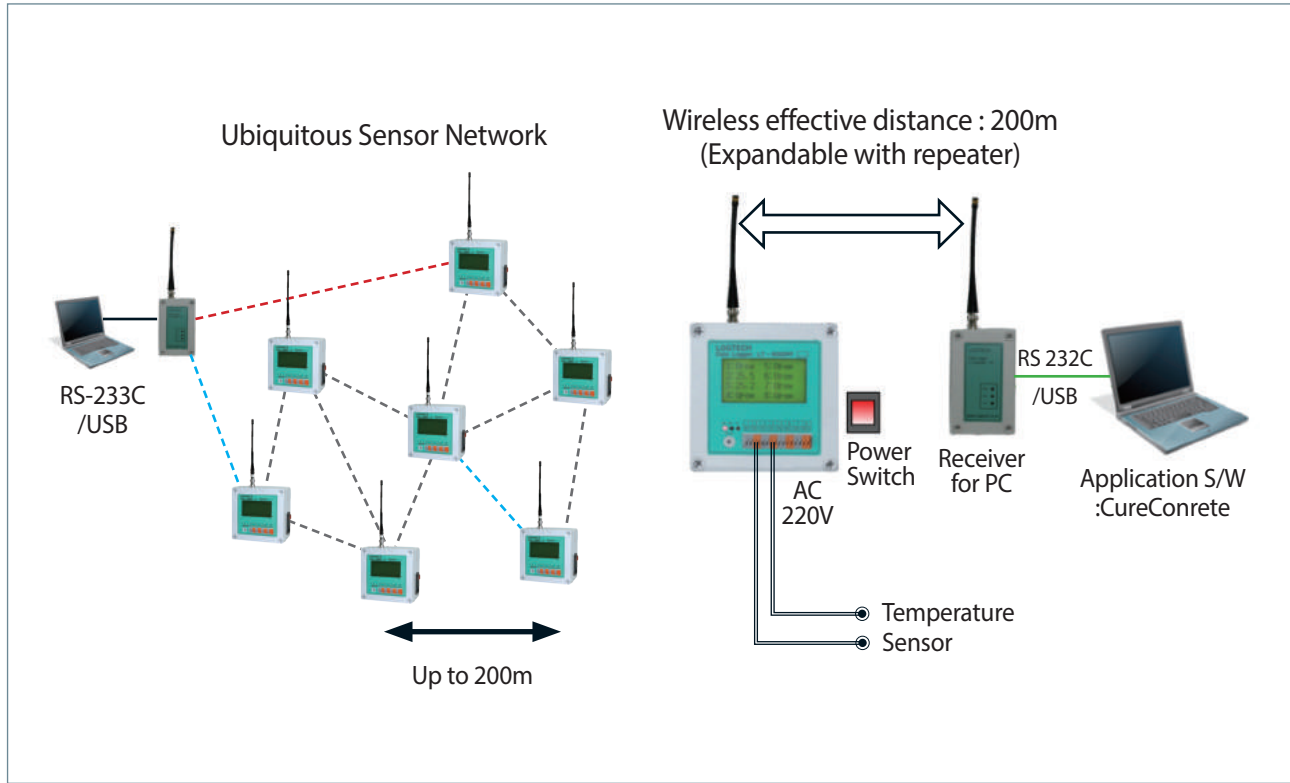 Ubiquitous Sensor Network
RS-233C
/USB
Up to 200m
Wireless effective distance : 200m
(Expandable with repeater)
LOGTECH
Power
Switch
AC
220V
Receiver
for PC
RS 232C
/USB
Application S/W
:CureConrete
Temperature
Sensor